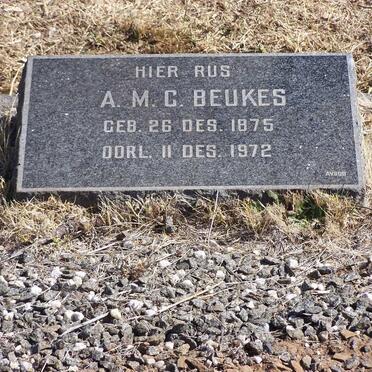 HIER RUS
A. M. C. BEUKES
GEB. 26 DES. 1875
OORL. 11 DES. 1972